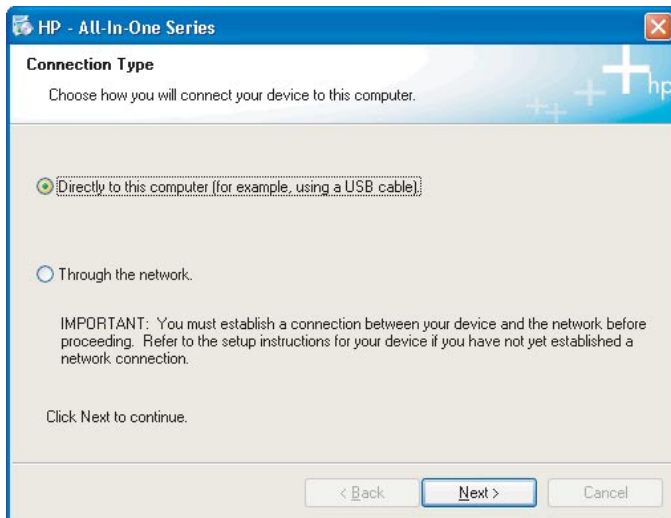 HP - All-In-One Series
Connection Type
Choose how you will connect your device to this computer.
hp
Directly to this computer (for example, using a USB cable).
Through the network.
IMPORTANT: You must establish a connection between your device and the network before
proceeding. Refer to the setup instructions for your device if you have not yet established a
network connection.
Click Next to continue.
< Back
Next >
Cancel